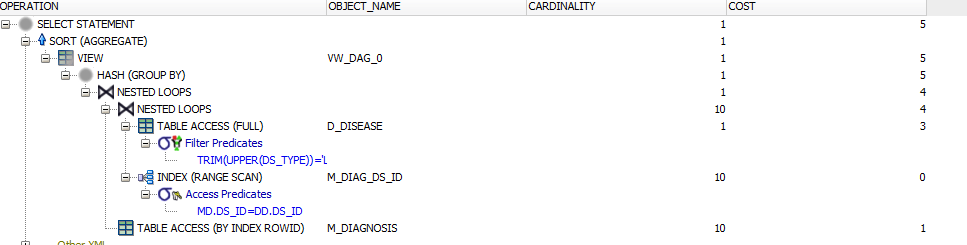 OPERATION OBJECT_NAME CARDINALITY COST
SELECT STATEMENT 1 5
SORT (AGGREGATE) 1
VIEW VW_DAG_0 1 5
HASH (GROUP BY) 1 5
NESTED LOOPS 1 4
NESTED LOOPS 10 4
TABLE ACCESS (FULL) D_DISEASE 1 3
Filter Predicates
TRIM(UPPER(DS_TYPE))='L
INDEX (RANGE SCAN) M_DIAG_DS_ID 10 0
Access Predicates
MD.DS_ID=DD.DS_ID
TABLE ACCESS (BY INDEX ROWID) M_DIAGNOSIS 10 1
Other XML